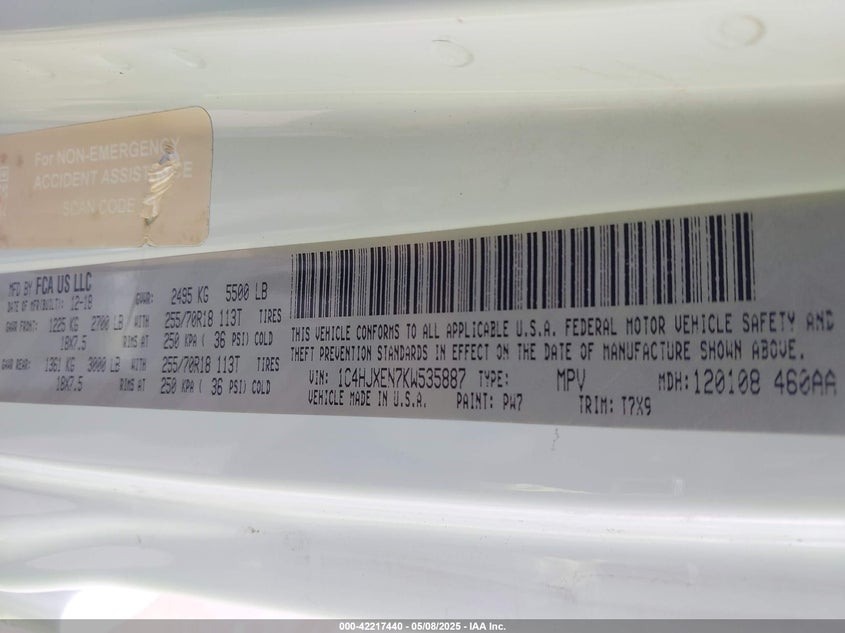 For NON-EMERGENCY
ACCIDENT ASSISTANCE
SCAN CODE
MFD BY FCA US LLC
DATE OF MFR(BUILT): 12-18 GVWR: 2495 KG 5500 LB
GAWR FRONT: 1225 KG 2700 LB WITH 255/70R18 113T TIRES
18X7.5 RIMS AT 250 KPA ( 36 PSI) COLD
GAWR REAR: 1361 KG 3000 LB WITH 255/70R18 113T TIRES
18X7.5 RIMS AT 250 KPA ( 36 PSI) COLD
THIS VEHICLE CONFORMS TO ALL APPLICABLE U.S.A. FEDERAL MOTOR VEHICLE SAFETY AND
THEFT PREVENTION STANDARDS IN EFFECT ON THE DATE OF MANUFACTURE SHOWN ABOVE.
VIN: 1C4HJXEN7KW535887 TYPE: MPV MDH: 120108 460AA
VEHICLE MADE IN U.S.A. PAINT: PW7 TRIM: T7X9
000-42217440 - 05/08/2025 - IAA Inc.